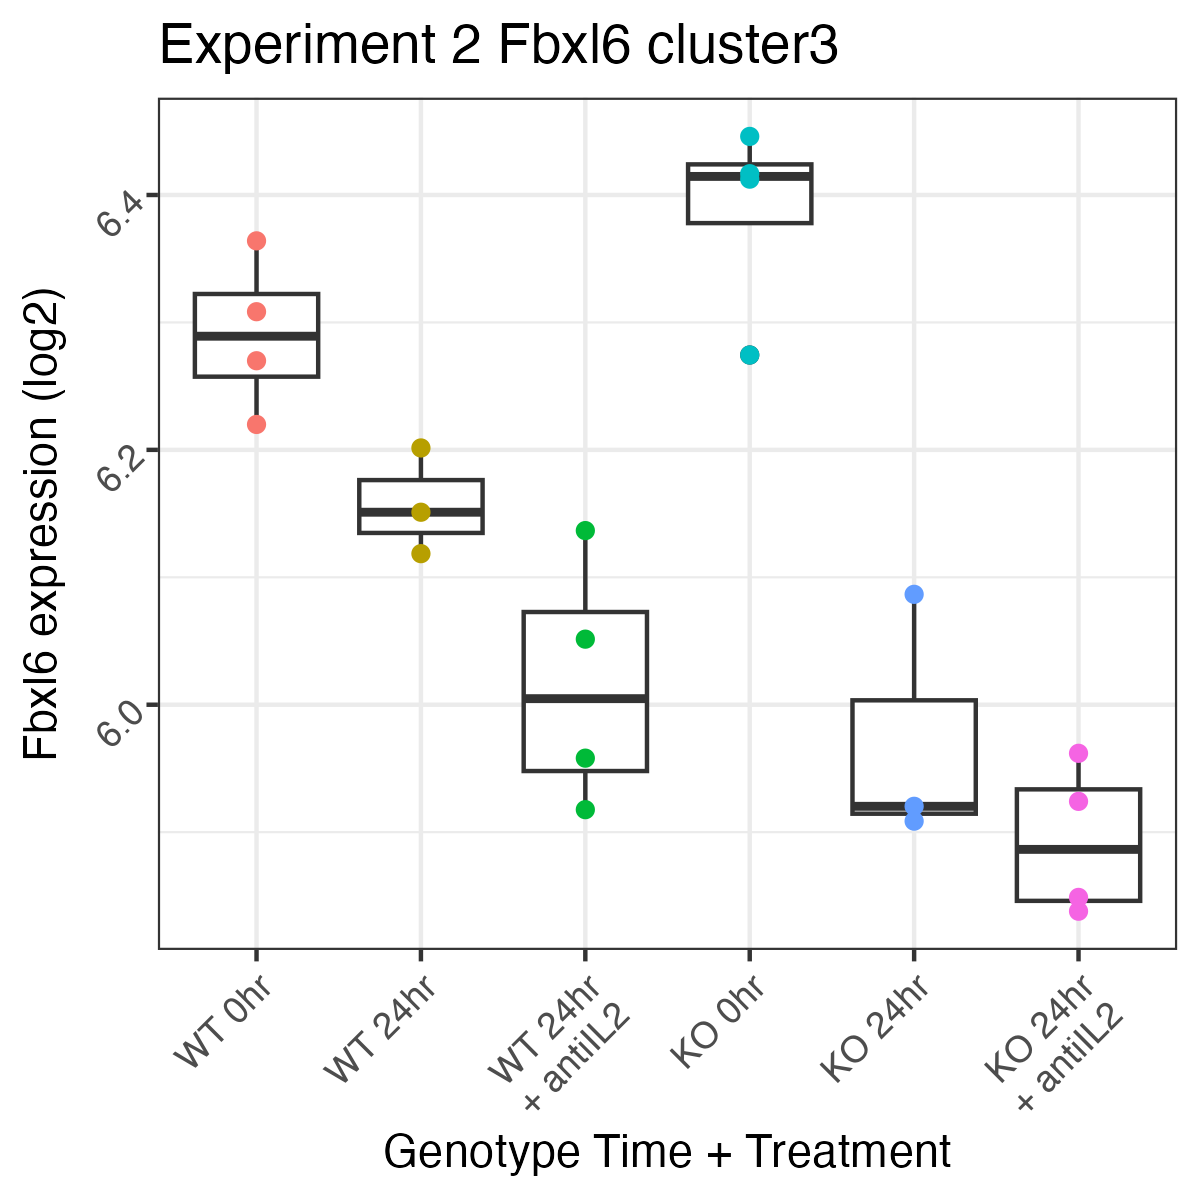 Experiment 2 Fbxl6 cluster3
Fbxl6 expression (log2)
6.4
6.2
6.0
WT 0hr
WT 24hr
WT 24hr
+ antiIL2
KO 0hr
KO 24hr
KO 24hr
+ antiIL2
Genotype Time + Treatment